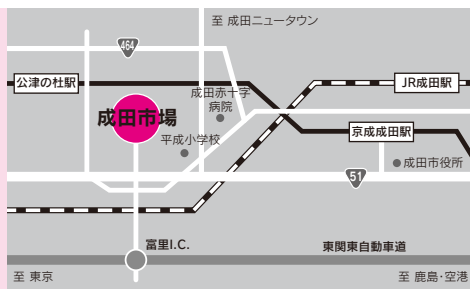 至 成田ニュータウン
464
公津の杜駅
JR成田駅
成田赤十字
病院
成田市場
京成成田駅
平成小学校
成田市役所
51
富里I.C.
東関東自動車道
至 東京
至 鹿島・空港